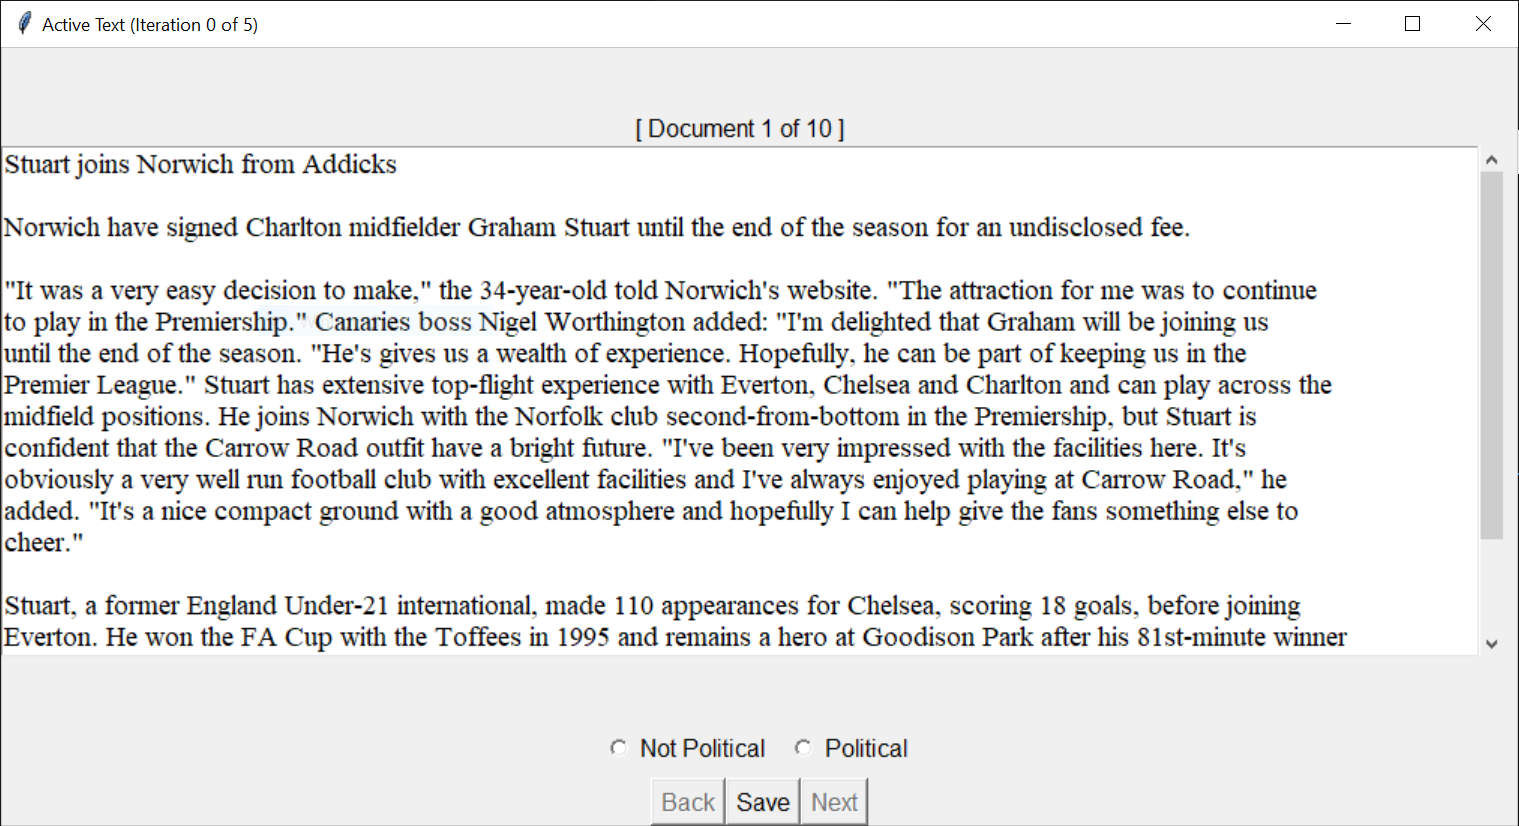 Active Text (Iteration 0 of 5)
[ Document 1 of 10 ]
Stuart joins Norwich from Addicks
Norwich have signed Charlton midfielder Graham Stuart until the end of the season for an undisclosed fee.
"It was a very easy decision to make," the 34-year-old told Norwich's website. "The attraction for me was to continue
to play in the Premiership." Canaries boss Nigel Worthington added: "I'm delighted that Graham will be joining us
until the end of the season. "He's gives us a wealth of experience. Hopefully, he can be part of keeping us in the
Premier League." Stuart has extensive top-flight experience with Everton, Chelsea and Charlton and can play across the
midfield positions. He joins Norwich with the Norfolk club second-from-bottom in the Premiership, but Stuart is
confident that the Carrow Road outfit have a bright future. "I've been very impressed with the facilities here. It's
obviously a very well run football club with excellent facilities and I've always enjoyed playing at Carrow Road," he
added. "It's a nice compact ground with a good atmosphere and hopefully I can help give the fans something else to
cheer."
Stuart, a former England Under-21 international, made 110 appearances for Chelsea, scoring 18 goals, before joining
Everton. He won the FA Cup with the Toffees in 1995 and remains a hero at Goodison Park after his 81st-minute winner
Not Political Political
Back Save Next